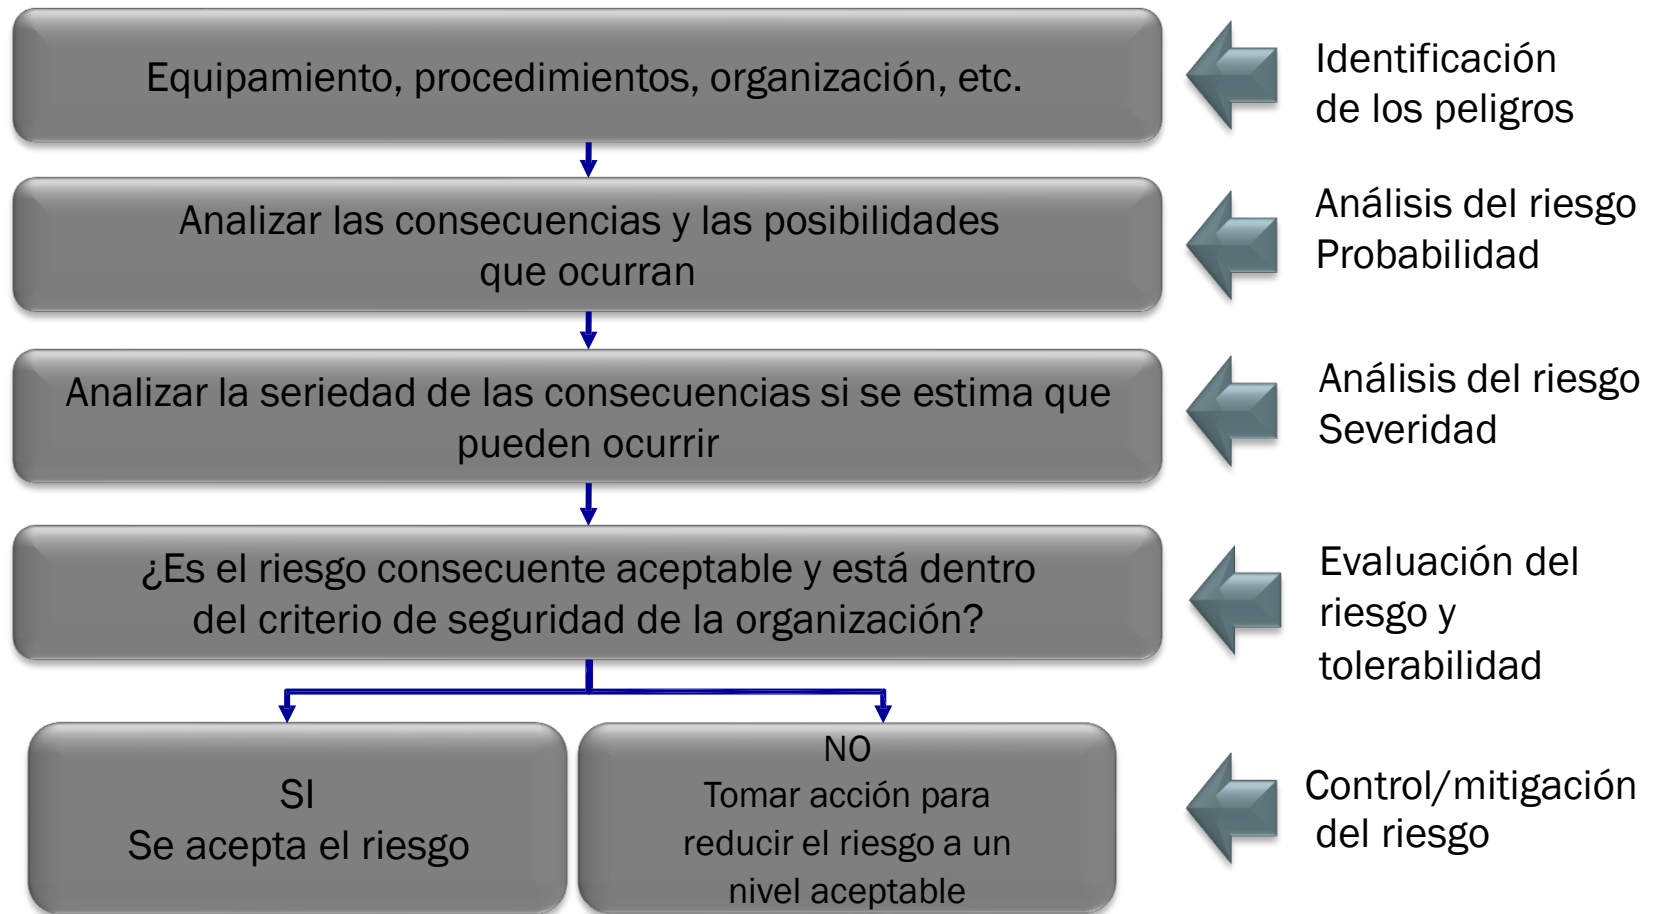 Equipamiento, procedimientos, organización, etc.
Identificación
de los peligros
Analizar las consecuencias y las posibilidades
que ocurran
Análisis del riesgo
Probabilidad
Analizar la seriedad de las consecuencias si se estima que
pueden ocurrir
Análisis del riesgo
Severidad
¿Es el riesgo consecuente aceptable y está dentro
del criterio de seguridad de la organización?
Evaluación del
riesgo y
tolerabilidad
SI
Se acepta el riesgo
NO
Tomar acción para
reducir el riesgo a un
nivel aceptable
Control/mitigación
del riesgo